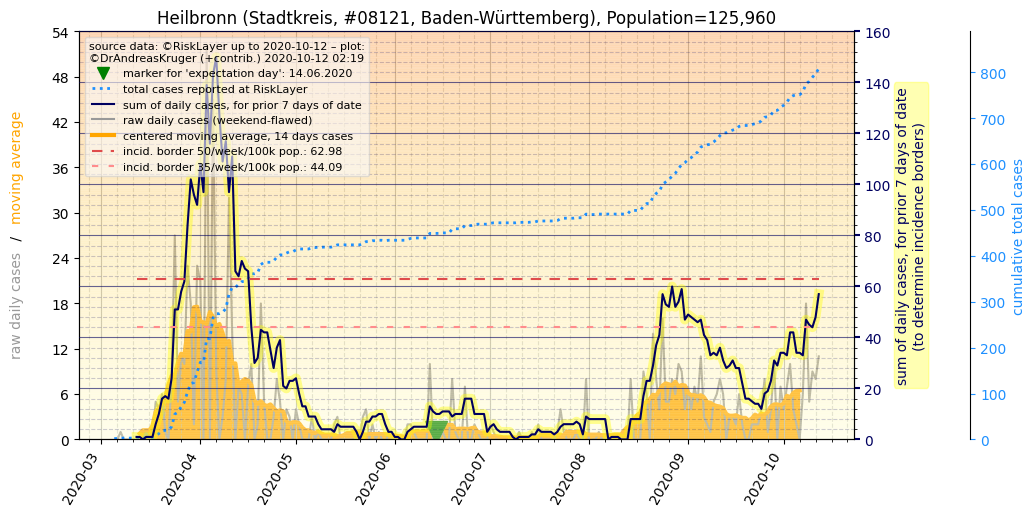 Heilbronn (Stadtkreis, #08121, Baden-Württemberg), Population=125,960
source data: ©RiskLayer up to 2020-10-12 – plot:
©DrAndreasKruger (+contrib.) 2020-10-12 02:19
marker for 'expectation day': 14.06.2020
total cases reported at RiskLayer
sum of daily cases, for prior 7 days of date
raw daily cases (weekend-flawed)
centered moving average, 14 days cases
incid. border 50/week/100k pop.: 62.98
incid. border 35/week/100k pop.: 44.09
raw daily cases / moving average
54
48
42
36
30
24
18
12
6
0
2020-03
2020-04
2020-05
2020-06
2020-07
2020-08
2020-09
2020-10
160
140
120
100
80
60
40
20
0
sum of daily cases, for prior 7 days of date
(to determine incidence borders)
800
700
600
500
400
300
200
100
0
cumulative total cases